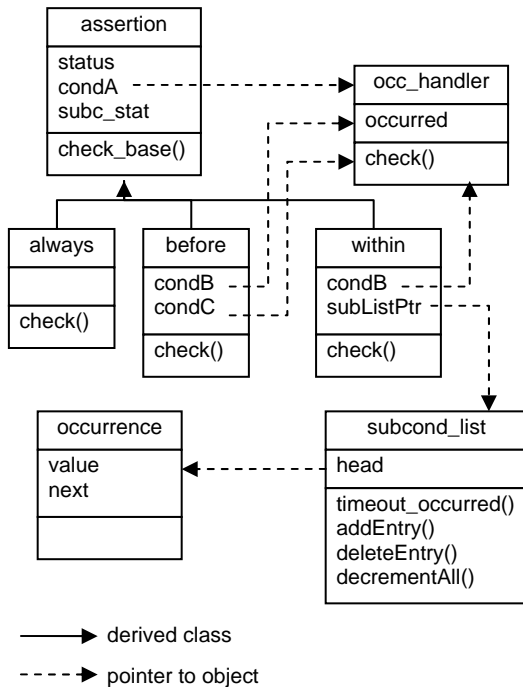 assertion
status
condA
subc_stat
check_base()
occ_handler
occurred
check()
always
check()
before
condB
condC
check()
within
condB
subListPtr
check()
occurrence
value
next
subcond_list
head
timeout_occurred()
addEntry()
deleteEntry()
decrementAll()
derived class
pointer to object